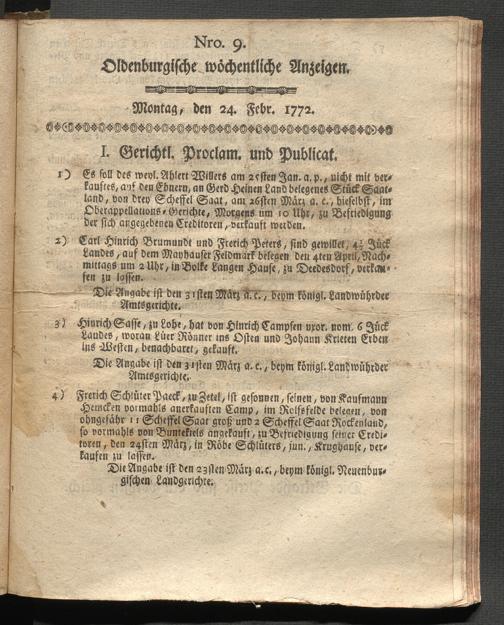 Nro. 9.
Oldenburgische wöchentliche Anzeigen.
Montag, den 24. Febr. 1772.
I. Gerichtl. Proclam. und Publicat.
1) Es soll des weyl. Ahlert Willers am 25sten Jan. a. p., nicht mit ver-
kauftes, auf den Ebnern, an Gerd Heinen Land belegenes Stück Saat-
land, von drey Scheffel Saat, am 26sten März a. c., hieselbst, im
Oberappellations-Gerichte, Morgens um 10 Uhr, zu Befriedigung
der sich angegebenen Creditoren, verkauft werden.
2) Carl Hinrich Brumundt und Frerich Peters, sind gewillet, 4½ Jück
Landes, auf dem Mayhauser Feldmark belegen den 4ten April, Nach-
mittags um 2 Uhr, in Bolke Langen Hause, zu Deedesdorf, verkau-
fen zu lassen.
Die Angabe ist den 31sten März a. c., beym königl. Landwührder
Amtsgerichte.
3) Hinrich Sasse, zu Lohe, hat von Hinrich Campsen uxor. nom. 6 Jück
Landes, woran Lüer Rönner ins Osten und Johann Krieten Erben
ins Westen, benachbaret, gekauft.
Die Angabe ist den 31sten März a. c., beym königl. Landwührder
Amtsgerichte.
4) Frerich Schlüter Paeck, zu Zetel, ist gesonnen, seinen, von Kaufmann
Hemcken vormahls anerkauften Camp, im Rolfsfelde belegen, von
ohngefähr 11 Scheffel Saat groß und 2 Scheffel Saat Rockenland,
so vormahls von Buntekiels angekauft, zu Befriedigung seiner Credi-
toren, den 24sten März, in Röbe Schlüters, jun., Krughause, ver-
kaufen zu lassen.
Die Angabe ist den 23sten März a. c., beym königl. Neuenbur-
gischen Landgerichte.